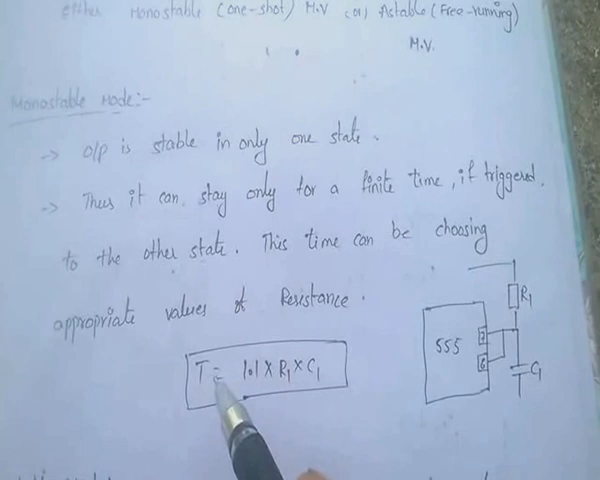 either Monostable (one-shot) M.V (or) Astable (Free-running)
M.V.
Monostable Mode:-
-> O/p is stable in only one state.
-> Thus it can stay only for a finite time, if triggered.
to the other state. This time can be choosing
appropriate values of Resistance.
T = 1.1 X R1 X C1
R1
555
7
6
C1